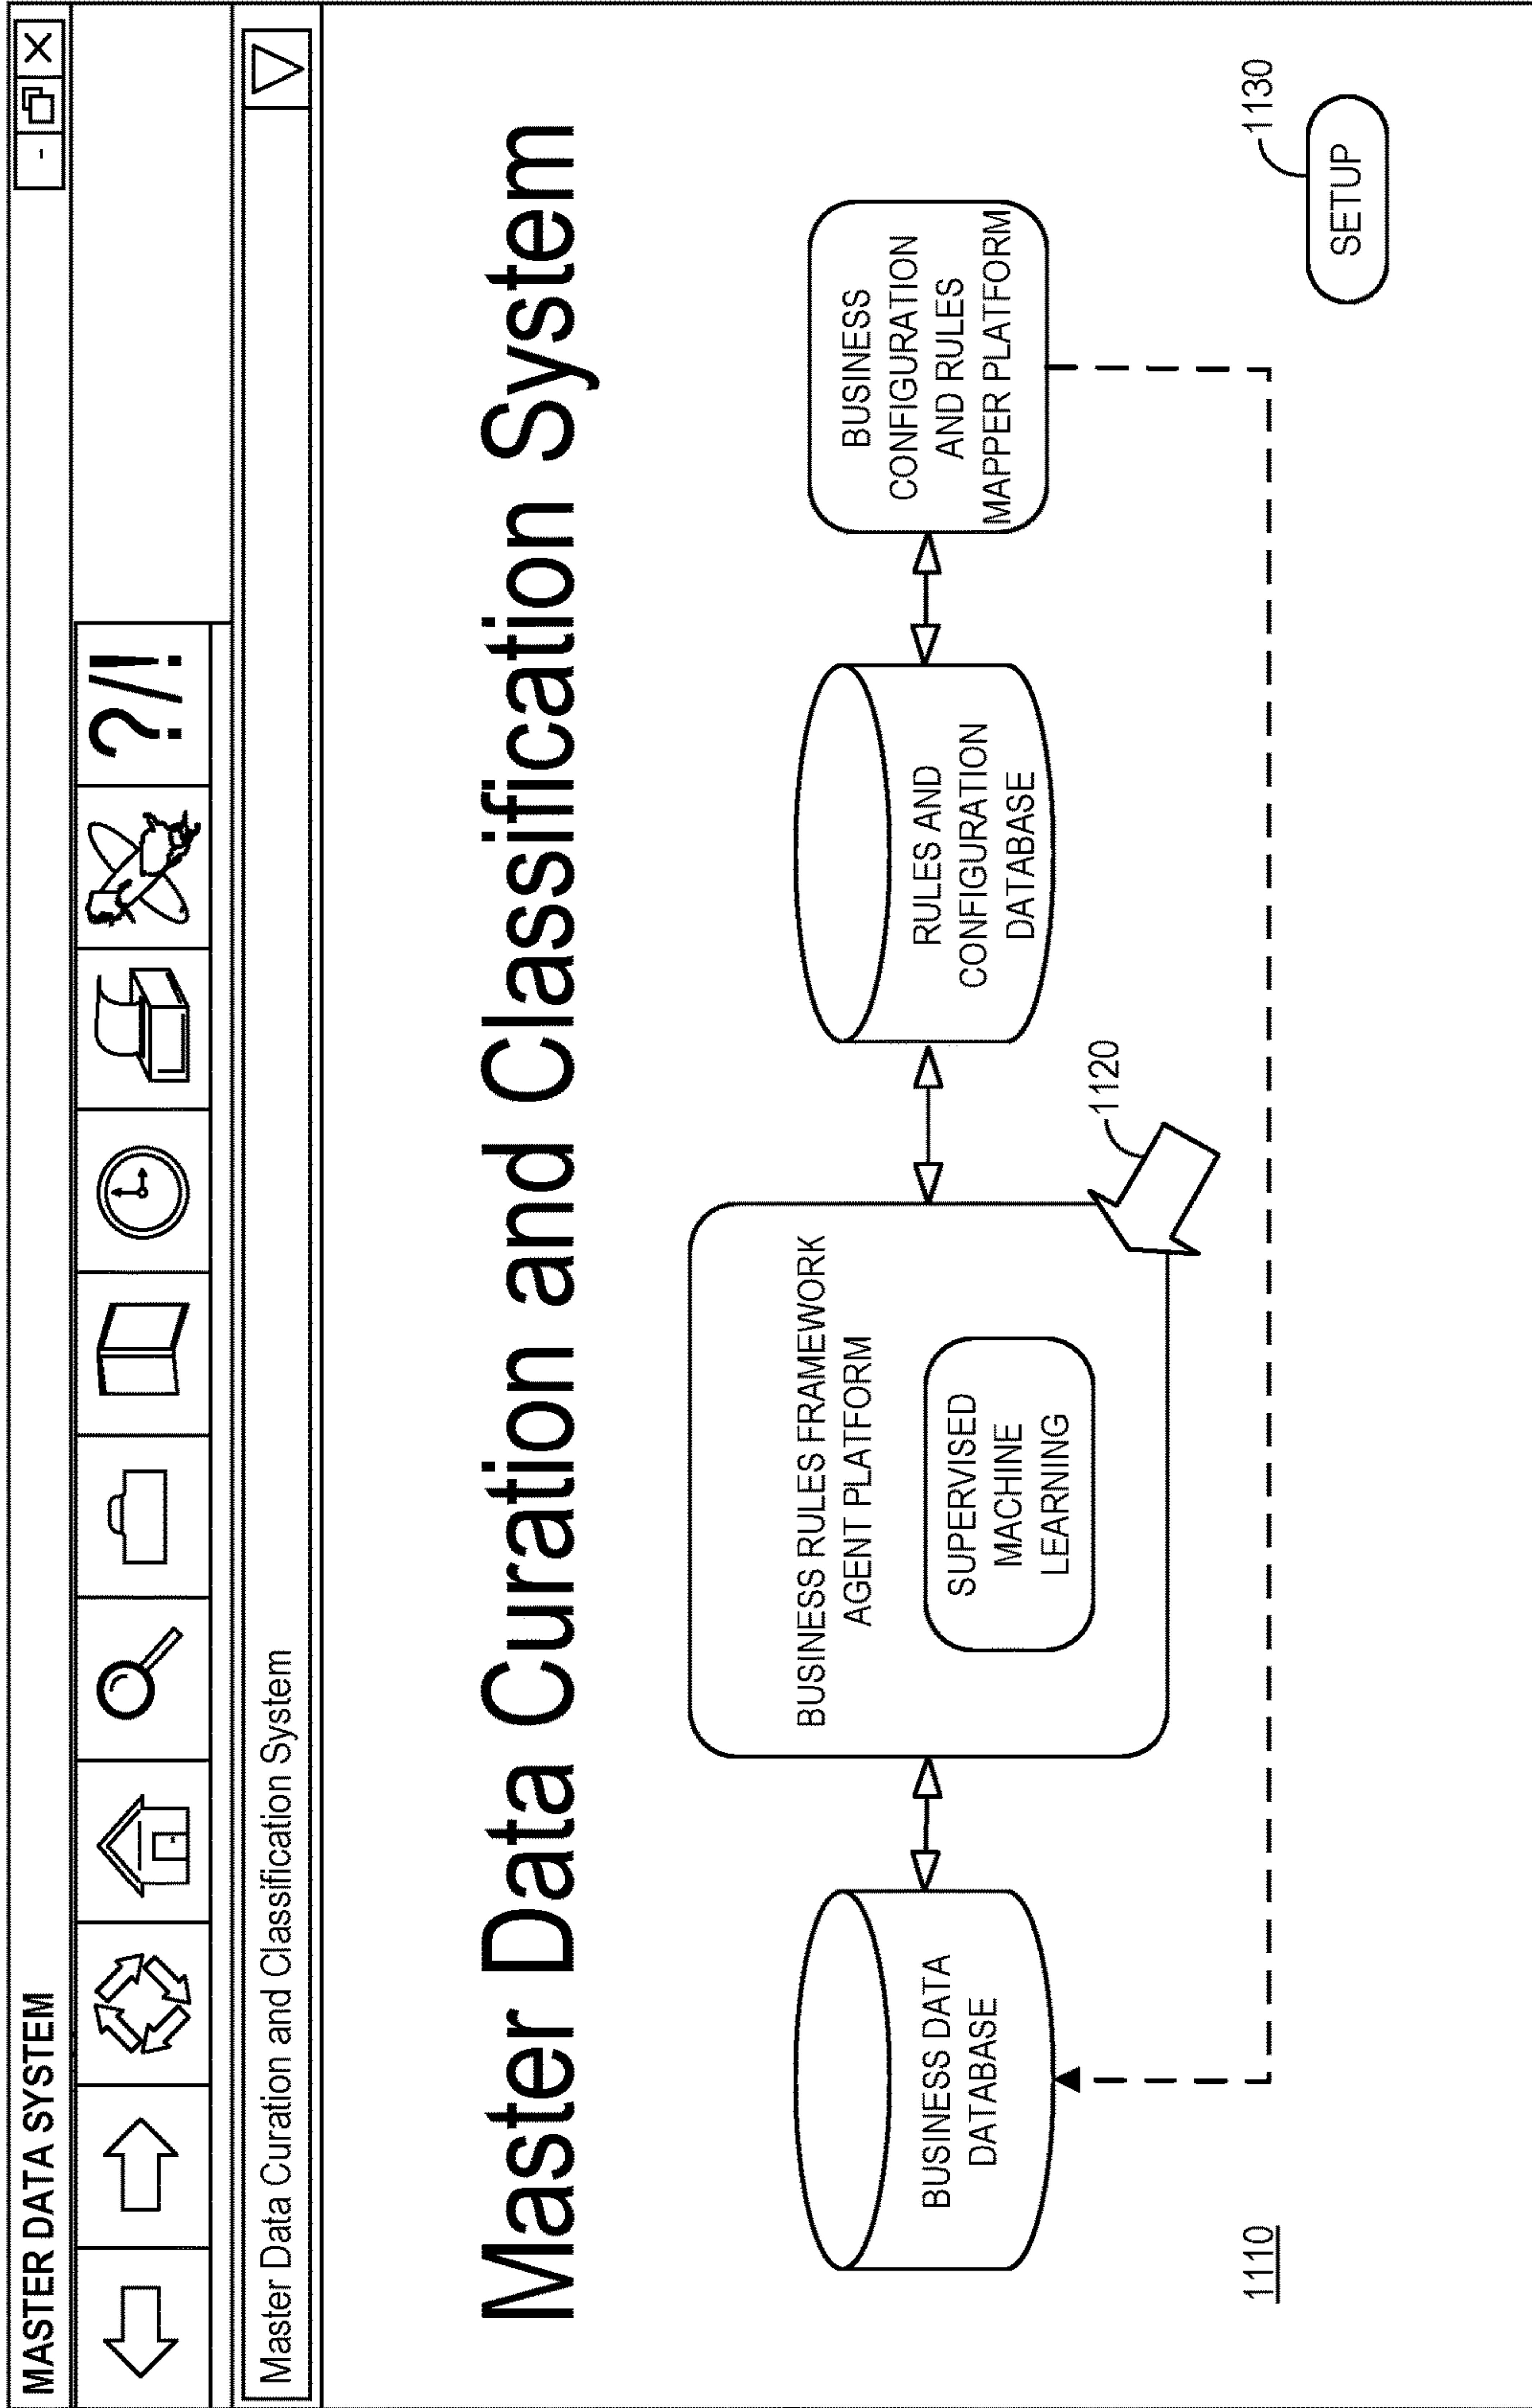 MASTER DATA SYSTEM
- X
?/!
Master Data Curation and Classification System
Master Data Curation and Classification System
BUSINESS DATA
DATABASE
BUSINESS RULES FRAMEWORK
AGENT PLATFORM
SUPERVISED
MACHINE
LEARNING
1120
RULES AND
CONFIGURATION
DATABASE
BUSINESS
CONFIGURATION
AND RULES
MAPPER PLATFORM
1110
1130
SETUP